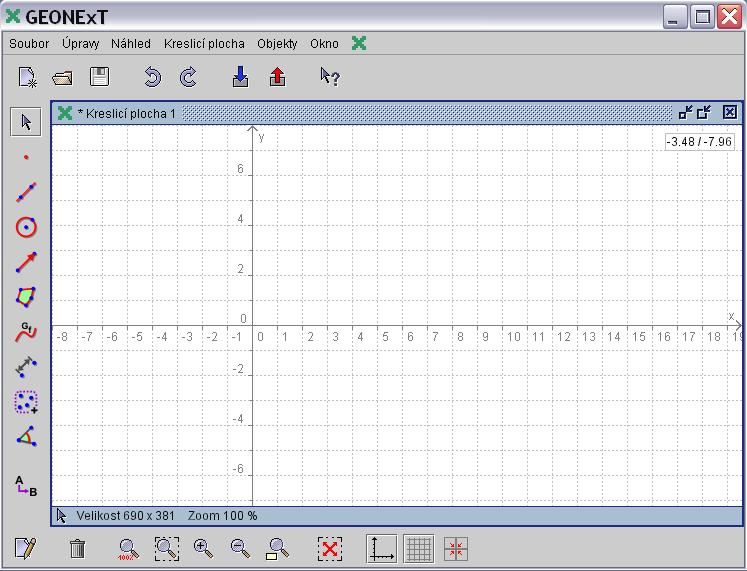 GEONExT
Soubor Úpravy Náhled Kreslicí plocha Objekty Okno
* Kreslicí plocha 1
-3.48 / -7.96
y
6
4
2
0
x
-8 -7 -6 -5 -4 -3 -2 -1 0 1 2 3 4 5 6 7 8 9 10 11 12 13 14 15 16 17 18 19
-2
-4
-6
Gf
A
B
Velikost 690 x 381 Zoom 100 %
100%